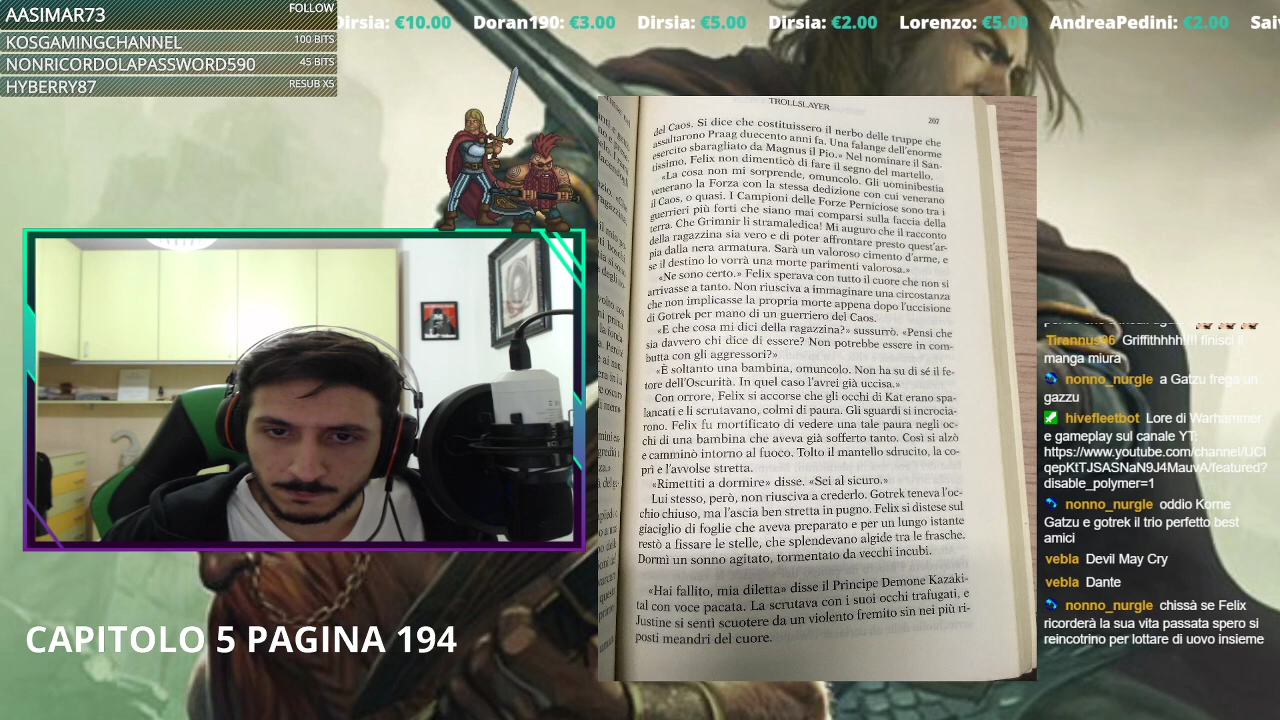 AASIMAR73 FOLLOW
KOSGAMINGCHANNEL 100 BITS
NONRICORDOLAPASSWORD590 45 BITS
HYBERRY87 RESUB X5
Dirsia: €10.00 Doran190: €3.00 Dirsia: €5.00 Dirsia: €2.00 Lorenzo: €5.00 AndreaPedini: €2.00
TROLLSLAYER
207
del Caos. Si dice che costituissero il nerbo delle truppe che
assaltarono Praag duecento anni fa. Una falange dell'enorme
esercito sbaragliato da Magnus il Pio.» Nel nominare il San-
tissimo. Felix non dimenticò di fare il segno del martello.
«La cosa non mi sorprende, omuncolo. Gli uominibestia
venerano la Forza con la stessa dedizione con cui venerano
il Caos, o quasi. I Campioni delle Forze Perniciose sono tra i
guerrieri più forti che siano mai comparsi sulla faccia della
terra. Che Grimnir li stramaledica! Mi auguro che il racconto
della ragazzina sia vero e di poter affrontare presto quest'ar-
pia dalla nera armatura. Sarà un valoroso cimento d'arme, e
se il destino lo vorrà una morte parimenti valorosa.»
«Ne sono certo.» Felix sperava con tutto il cuore che non si
arrivasse a tanto. Non riusciva a immaginare una circostanza
che non implicasse la propria morte appena dopo l'uccisione
di Gotrek per mano di un guerriero del Caos.
«E che cosa mi dici della ragazzina?» sussurrò. «Pensi che
sia davvero chi dice di essere? Non potrebbe essere in com-
butta con gli aggressori?»
«È soltanto una bambina, omuncolo. Non ha su di sé il fe-
tore dell'Oscurità. In quel caso l'avrei già uccisa.»
Con orrore, Felix si accorse che gli occhi di Kat erano spa-
lancati e li scrutavano, colmi di paura. Gli sguardi si incrocia-
rono. Felix fu mortificato di vedere una tale paura negli oc-
chi di una bambina che aveva già sofferto tanto. Così si alzò
e camminò intorno al fuoco. Tolto il mantello sdrucito, la co-
prì e l'avvolse stretta.
«Rimettiti a dormire» disse. «Sei al sicuro.»
Lui stesso, però, non riusciva a crederlo. Gotrek teneva l'oc-
chio chiuso, ma l'ascia ben stretta in pugno. Felix si distese sul
giaciglio di foglie che aveva preparato e per un lungo istante
restò a fissare le stelle, che splendevano algide tra le frasche.
Dormì un sonno agitato, tormentato da vecchi incubi.
«Hai fallito, mia diletta» disse il Principe Demone Kazaki-
tal con voce pacata. La scrutava con i suoi occhi trafugati, e
Justine si sentì scuotere da un violento fremito sin nei più ri-
posti meandri del cuore.
Griffithhhh!!!! finisci il
manga miura
nonno_nurgle a Gatzu frega un
gazzu
hivefleetbot Lore di Warhammer
e gameplay sul canale YT:
https://www.youtube.com/channel/UCl
qepKtTJSASNaN9J4MauvA/featured?
disable_polymer=1
nonno_nurgle oddio Korne
Gatzu e gotrek il trio perfetto best
amici
vebla Devil May Cry
vebla Dante
nonno_nurgle chissà se Felix
ricorderà la sua vita passata spero si
reincotrino per lottare di uovo insieme
CAPITOLO 5 PAGINA 194